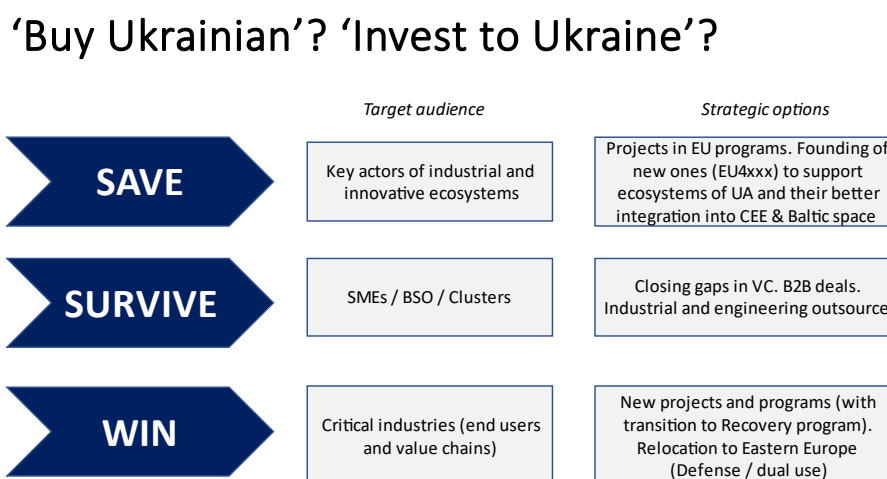 ‘Buy Ukrainian’? ‘Invest to Ukraine’?
Target audience
Strategic options
SAVE
Key actors of industrial and
innovative ecosystems
Projects in EU programs. Founding of
new ones (EU4xxx) to support
ecosystems of UA and their better
integration into CEE & Baltic space
SURVIVE
SMEs / BSO / Clusters
Closing gaps in VC. B2B deals.
Industrial and engineering outsource
WIN
Critical industries (end users
and value chains)
New projects and programs (with
transition to Recovery program).
Relocation to Eastern Europe
(Defense / dual use)